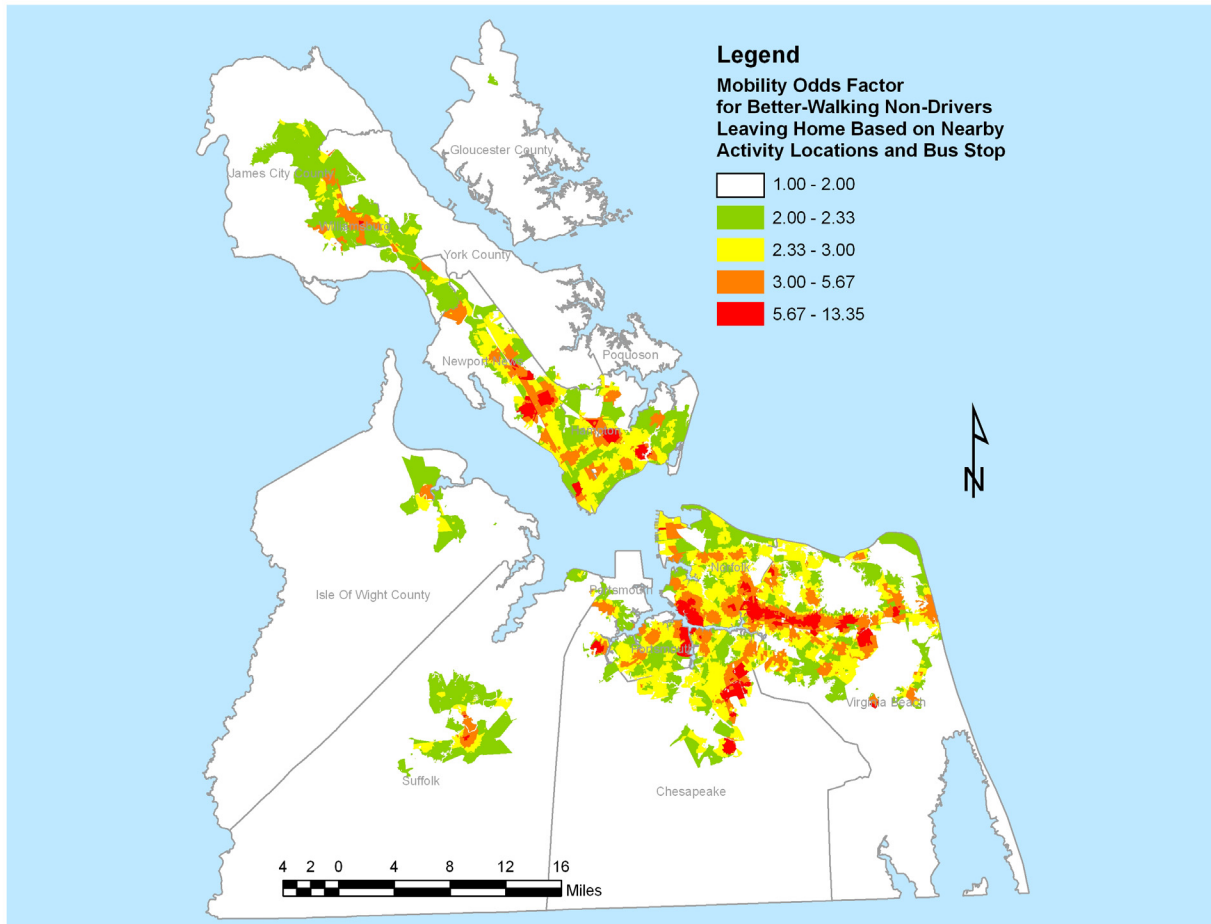 Legend
Mobility Odds Factor
for Better-Walking Non-Drivers
Leaving Home Based on Nearby
Activity Locations and Bus Stop
1.00 - 2.00
2.00 - 2.33
2.33 - 3.00
3.00 - 5.67
5.67 - 13.35
Gloucester County
James City County
York County
Newport News
Poquoson
Hampton
N
Norfolk
Portsmouth
Isle Of Wight County
Portsmouth
Virginia Beach
Suffolk
Chesapeake
4 2 0 4 8 12 16
Miles